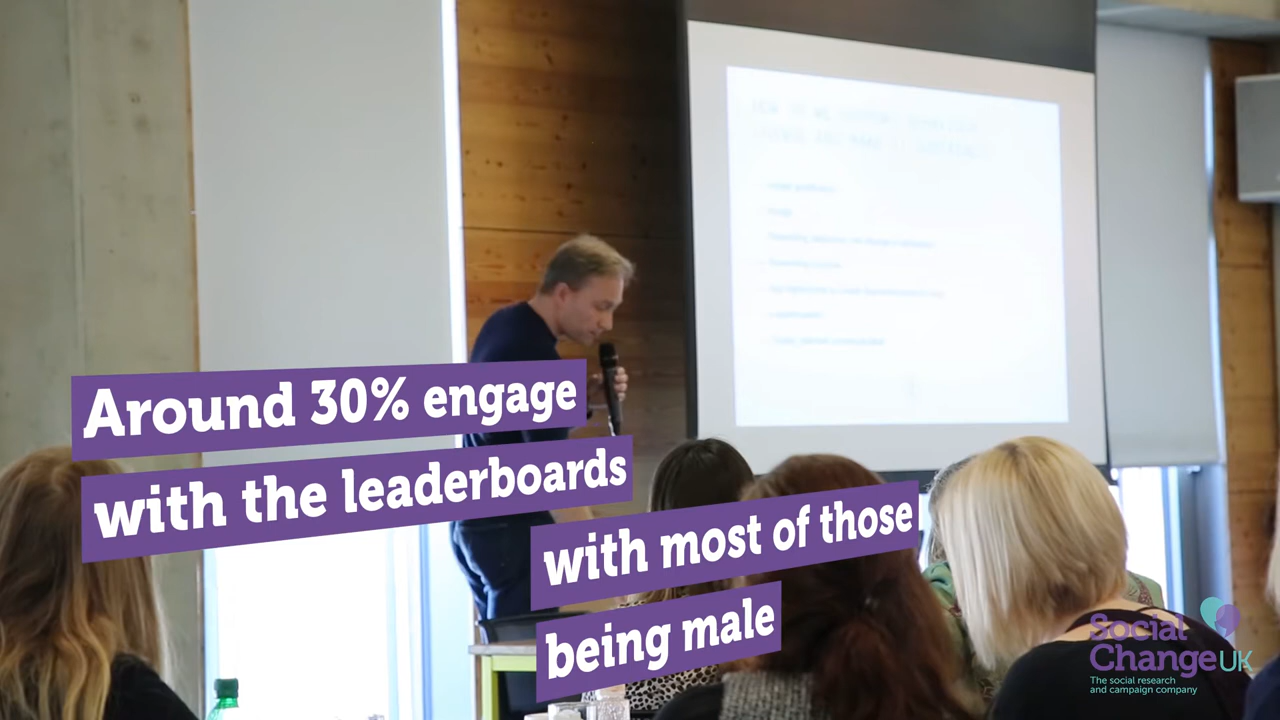 Around 30% engage
with the leaderboards
with most of those
being male
Social
ChangeUK
The social research
and campaign company